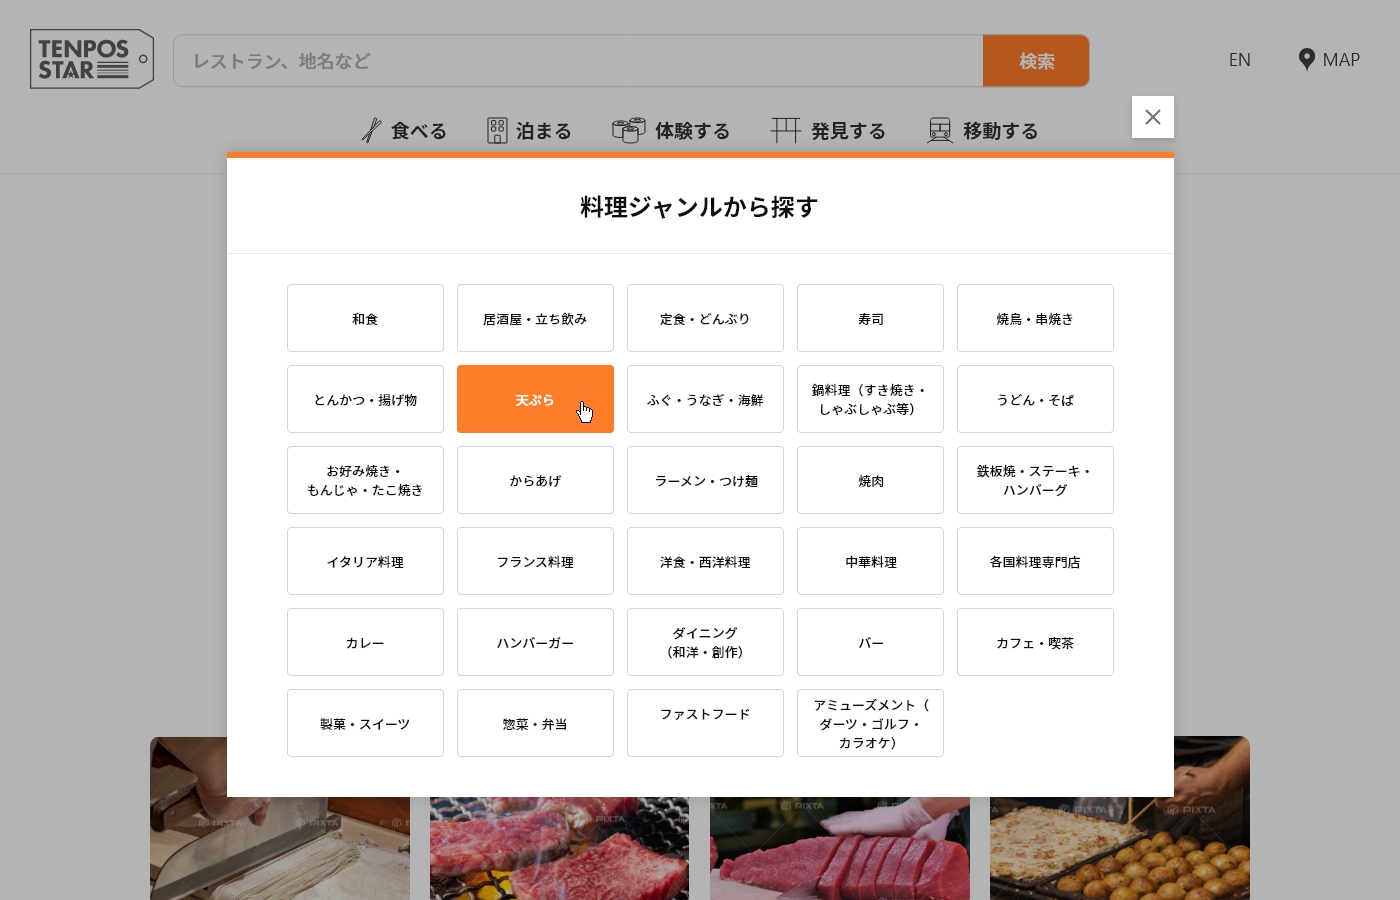 TENPOS
STAR
レストラン、地名など
検索
EN
MAP
食べる
泊まる
体験する
発見する
移動する
料理ジャンルから探す
和食
居酒屋・立ち飲み
定食・どんぶり
寿司
焼鳥・串焼き
とんかつ・揚げ物
天ぷら
ふぐ・うなぎ・海鮮
鍋料理（すき焼き・
しゃぶしゃぶ等）
うどん・そば
お好み焼き・
もんじゃ・たこ焼き
からあげ
ラーメン・つけ麺
焼肉
鉄板焼・ステーキ・
ハンバーグ
イタリア料理
フランス料理
洋食・西洋料理
中華料理
各国料理専門店
カレー
ハンバーガー
ダイニング
（和洋・創作）
バー
カフェ・喫茶
製菓・スイーツ
惣菜・弁当
ファストフード
アミューズメント（
ダーツ・ゴルフ・
カラオケ）
PIXTA
PIXTA
PIXTA
PIXTA
PIXTA